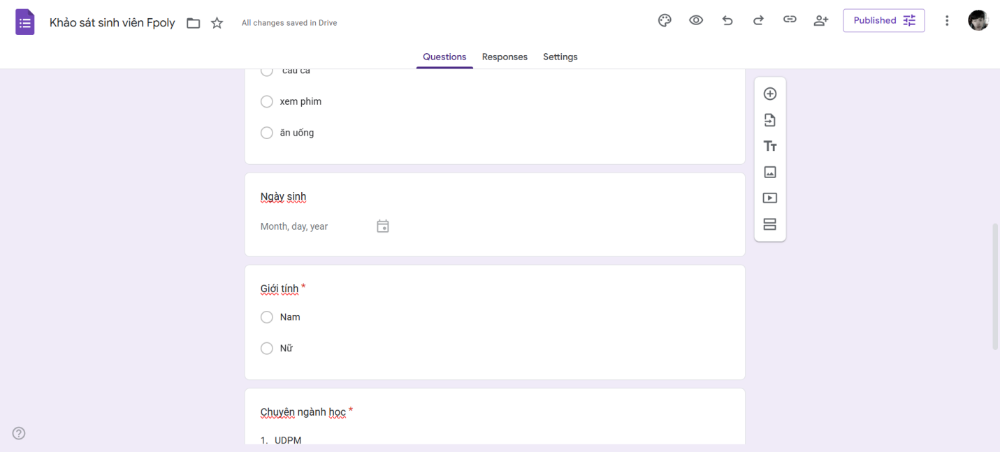 Khảo sát sinh viên Fpoly
All changes saved in Drive
Published
Questions Responses Settings
câu cá
xem phim
ăn uống
Ngày sinh
Month, day, year
Giới tính *
Nam
Nữ
Chuyên ngành học *
1. UDPM